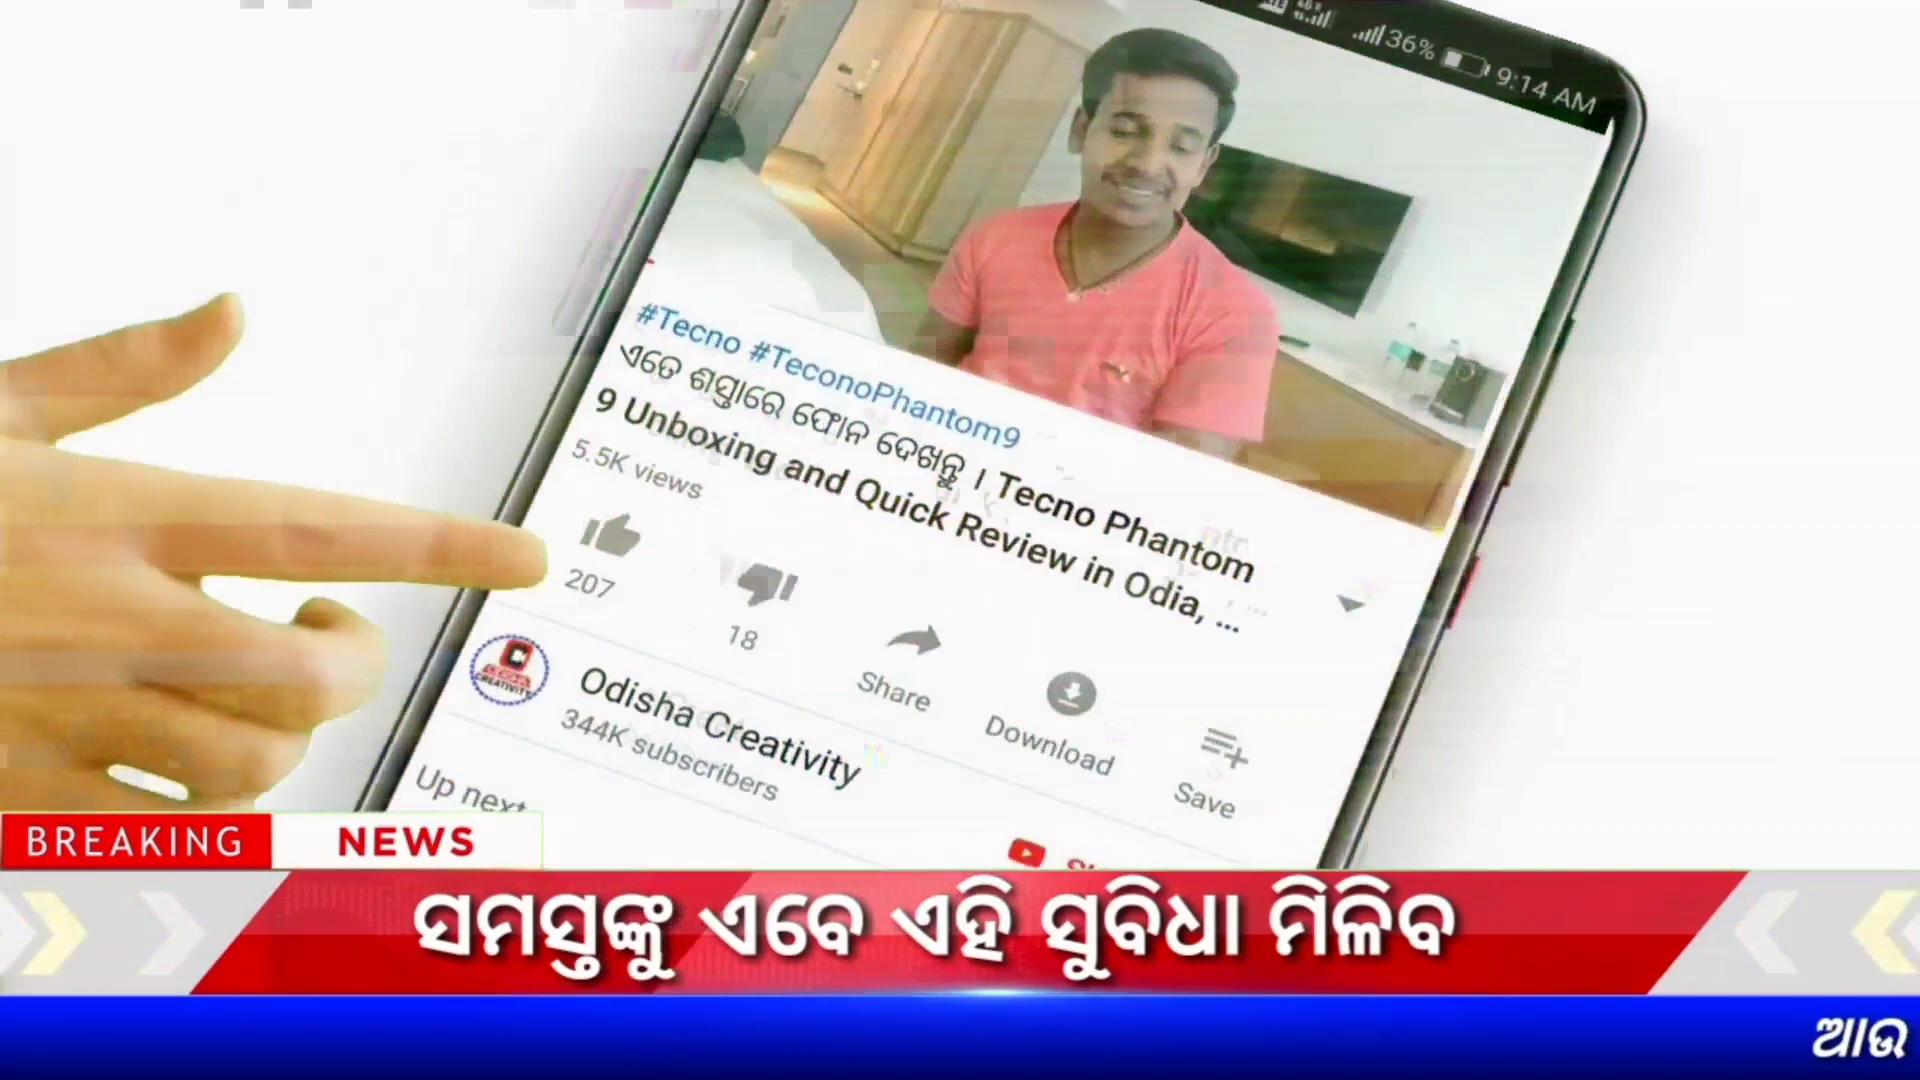 36% 9:14 AM
#Tecno #TeconoPhantom9
ଏତେ ଶସ୍ତାରେ ଫୋନ ଦେଖନ୍ତୁ । Tecno Phantom
9 Unboxing and Quick Review in Odia, ...
5.5K views
207
18
Share
Download
Save
CREATIVITY
Odisha Creativity
344K subscribers
Up next
BREAKING NEWS
ସମସ୍ତଙ୍କୁ ଏବେ ଏହି ସୁବିଧା ମିଳିବ
ଆଉ